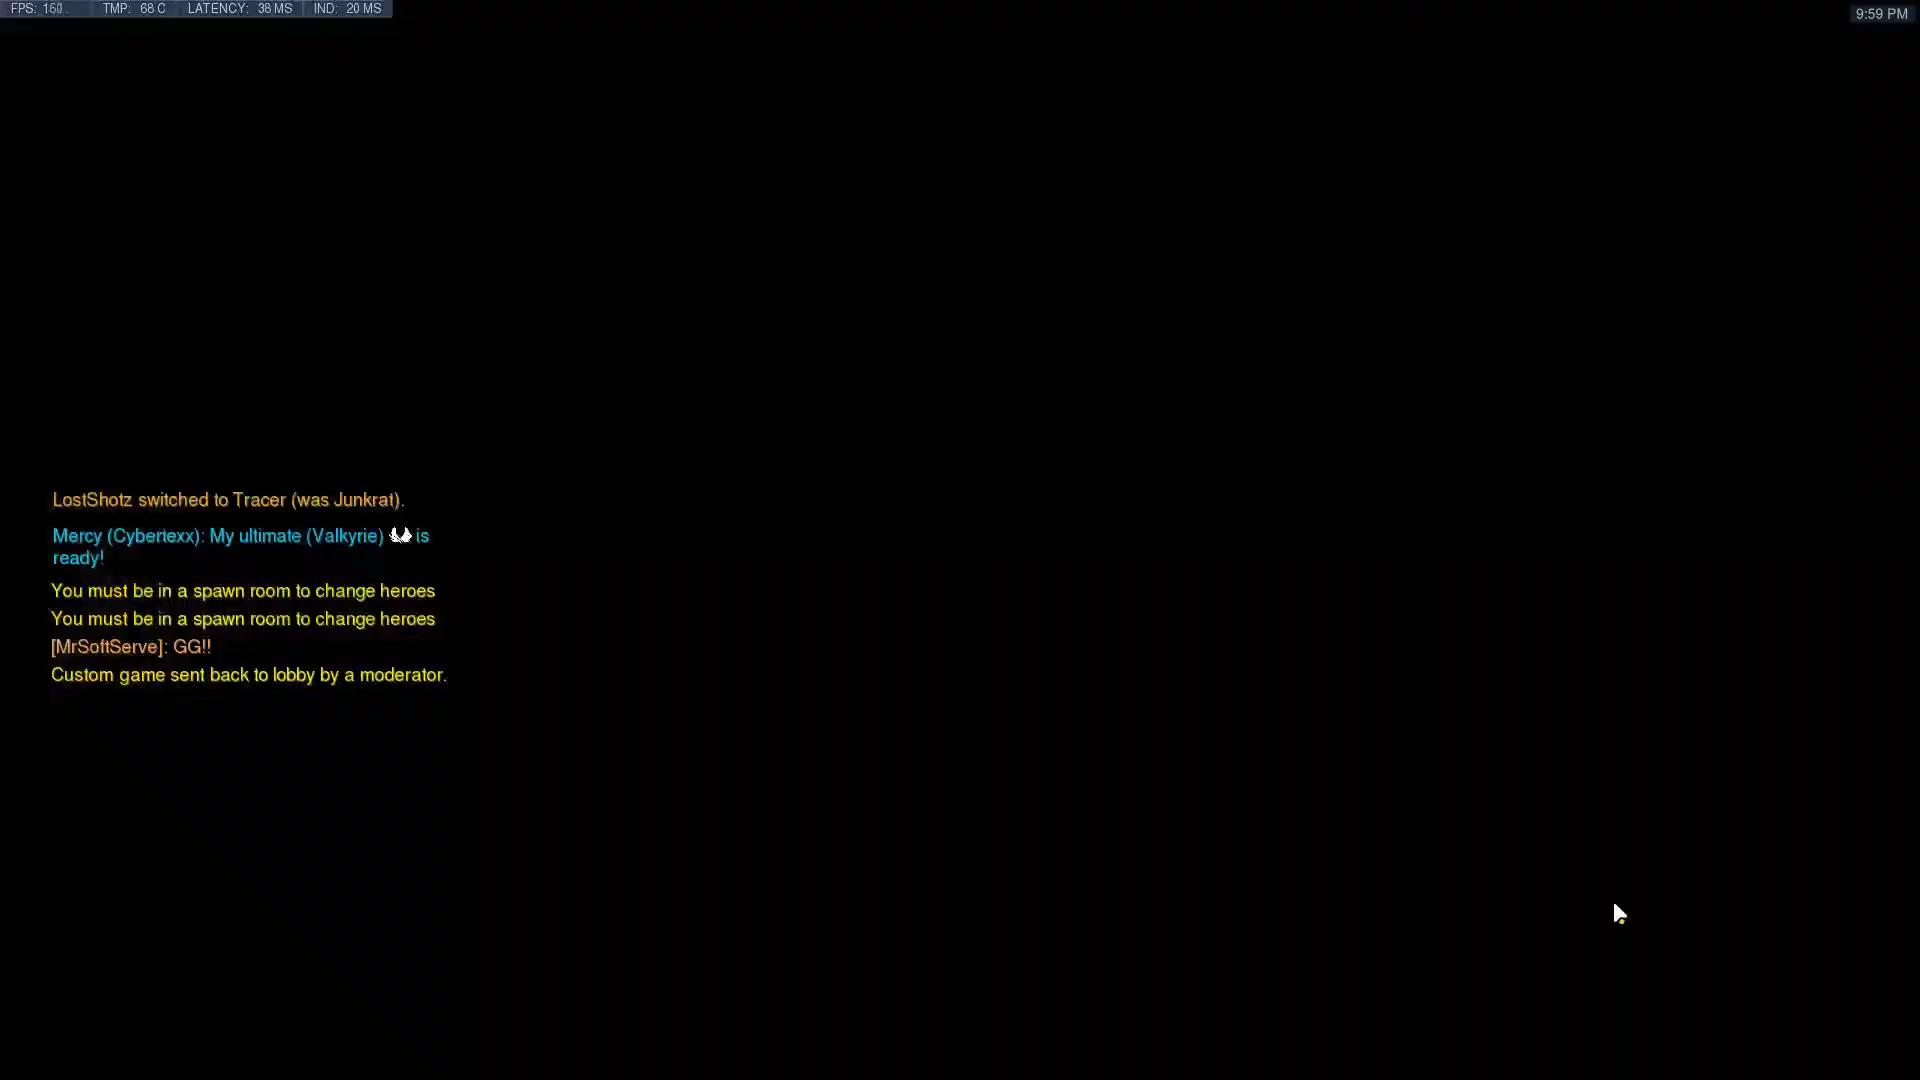 FPS: 160 TMP: 68 C LATENCY: 38 MS IND: 20 MS
9:59 PM
LostShotz switched to Tracer (was Junkrat).
Mercy (Cybertexx): My ultimate (Valkyrie) is
ready!
You must be in a spawn room to change heroes
You must be in a spawn room to change heroes
[MrSoftServe]: GG!!
Custom game sent back to lobby by a moderator.